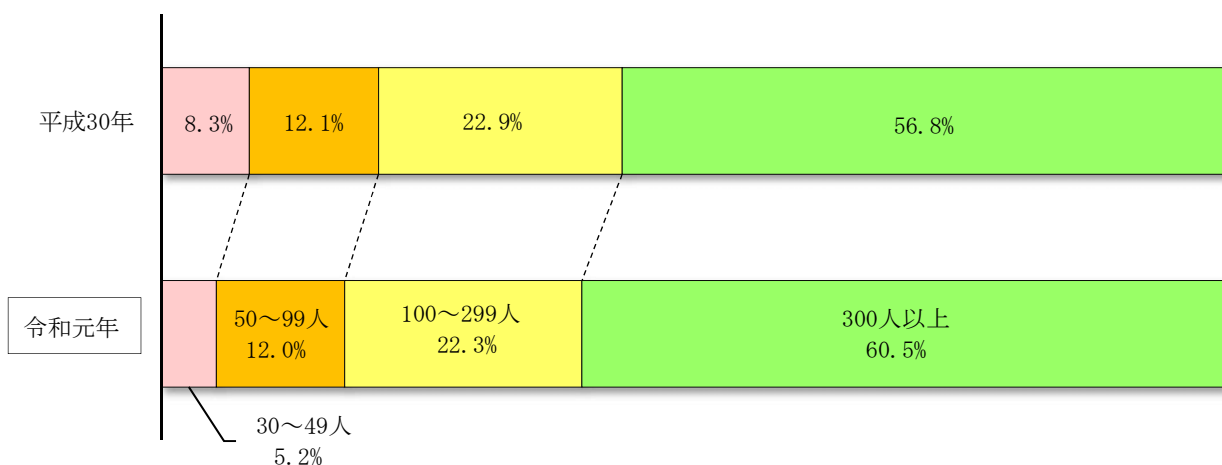 平成30年
8.3%
12.1%
22.9%
56.8%
令和元年
50～99人
12.0%
100～299人
22.3%
300人以上
60.5%
30～49人
5.2%